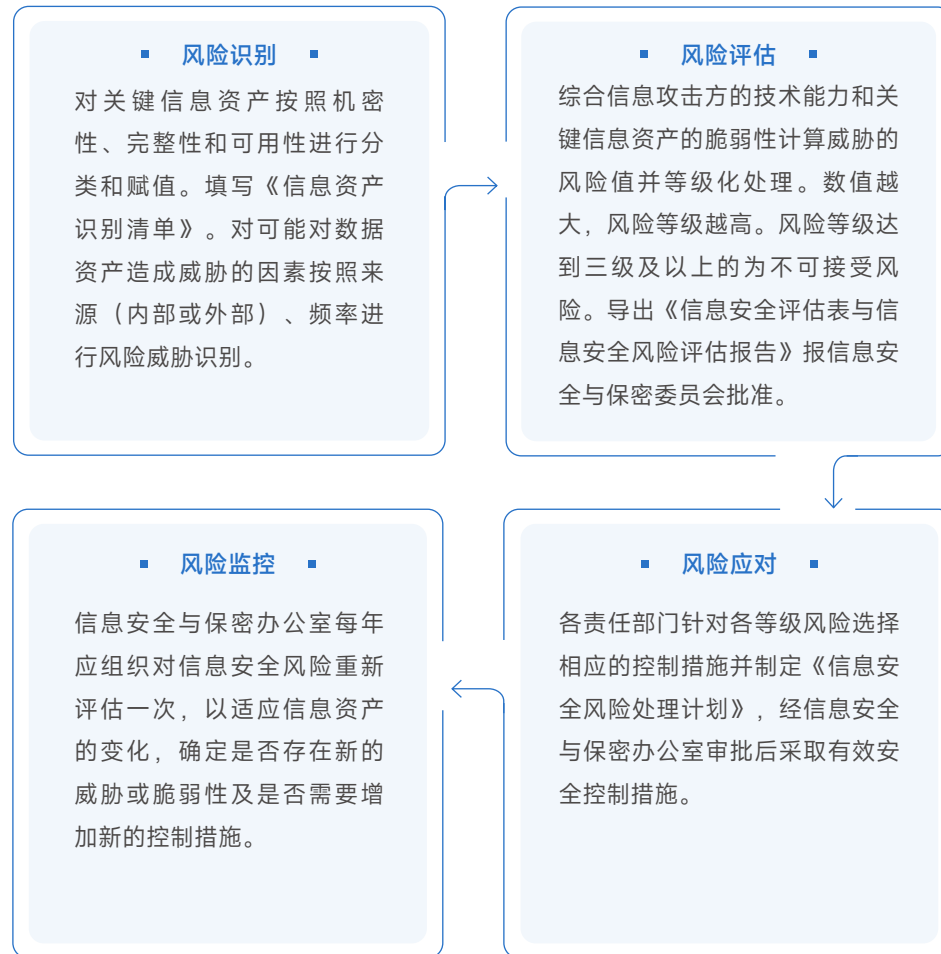 风险识别
对关键信息资产按照机密
性、完整性和可用性进行分
类和赋值。填写《信息资产
识别清单》。对可能对数据
资产造成威胁的因素按照来
源（内部或外部）、频率进
行风险威胁识别。
风险评估
综合信息攻击方的技术能力和关
键信息资产的脆弱性计算威胁的
风险值并等级化处理。数值越
大，风险等级越高。风险等级达
到三级及以上的为不可接受风
险。导出《信息安全评估表与信
息安全风险评估报告》报信息安
全与保密委员会批准。
风险应对
各责任部门针对各等级风险选择
相应的控制措施并制定《信息安
全风险处理计划》，经信息安全
与保密办公室审批后采取有效安
全控制措施。
风险监控
信息安全与保密办公室每年
应组织对信息安全风险重新
评估一次，以适应信息资产
的变化，确定是否存在新的
威胁或脆弱性及是否需要增
加新的控制措施。